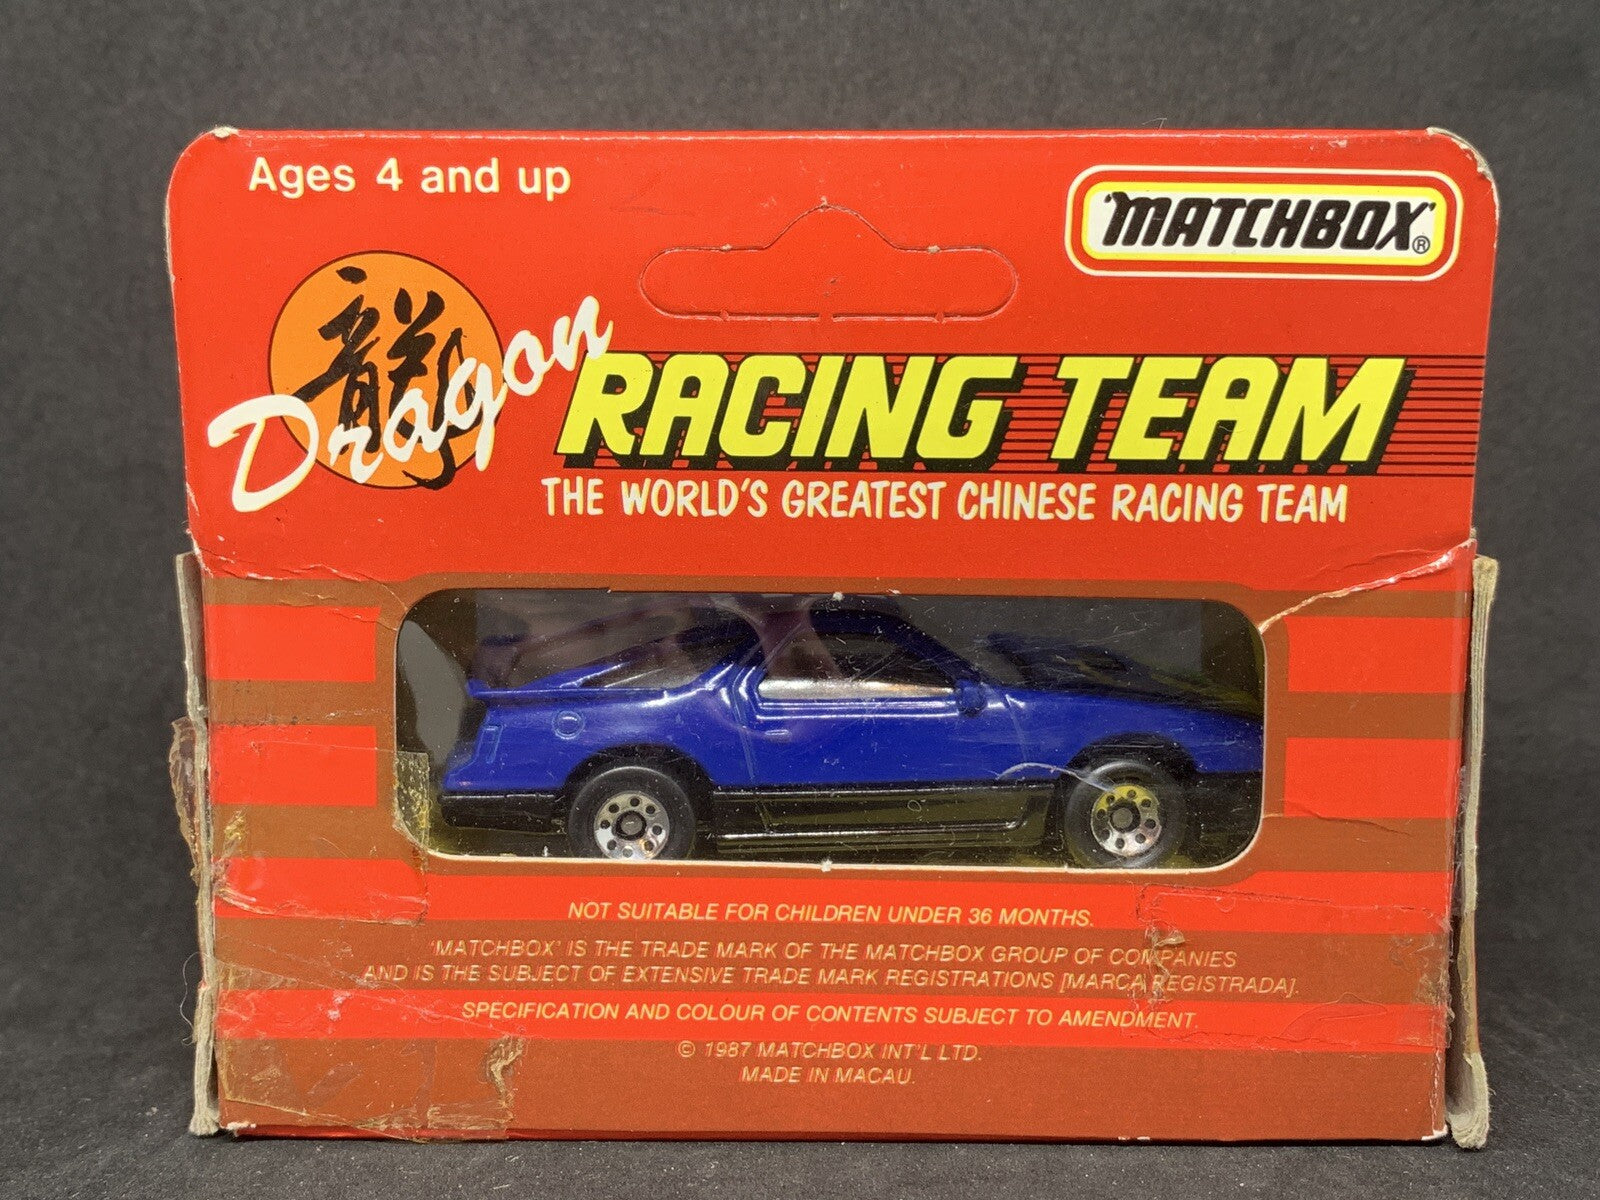 Ages 4 and up
'MATCHBOX'®
龍
Dragon
RACING TEAM
THE WORLD'S GREATEST CHINESE RACING TEAM
NOT SUITABLE FOR CHILDREN UNDER 36 MONTHS.
'MATCHBOX' IS THE TRADE MARK OF THE MATCHBOX GROUP OF COMPANIES
AND IS THE SUBJECT OF EXTENSIVE TRADE MARK REGISTRATIONS [MARCA REGISTRADA].
SPECIFICATION AND COLOUR OF CONTENTS SUBJECT TO AMENDMENT
© 1987 MATCHBOX INT'L LTD.
MADE IN MACAU.